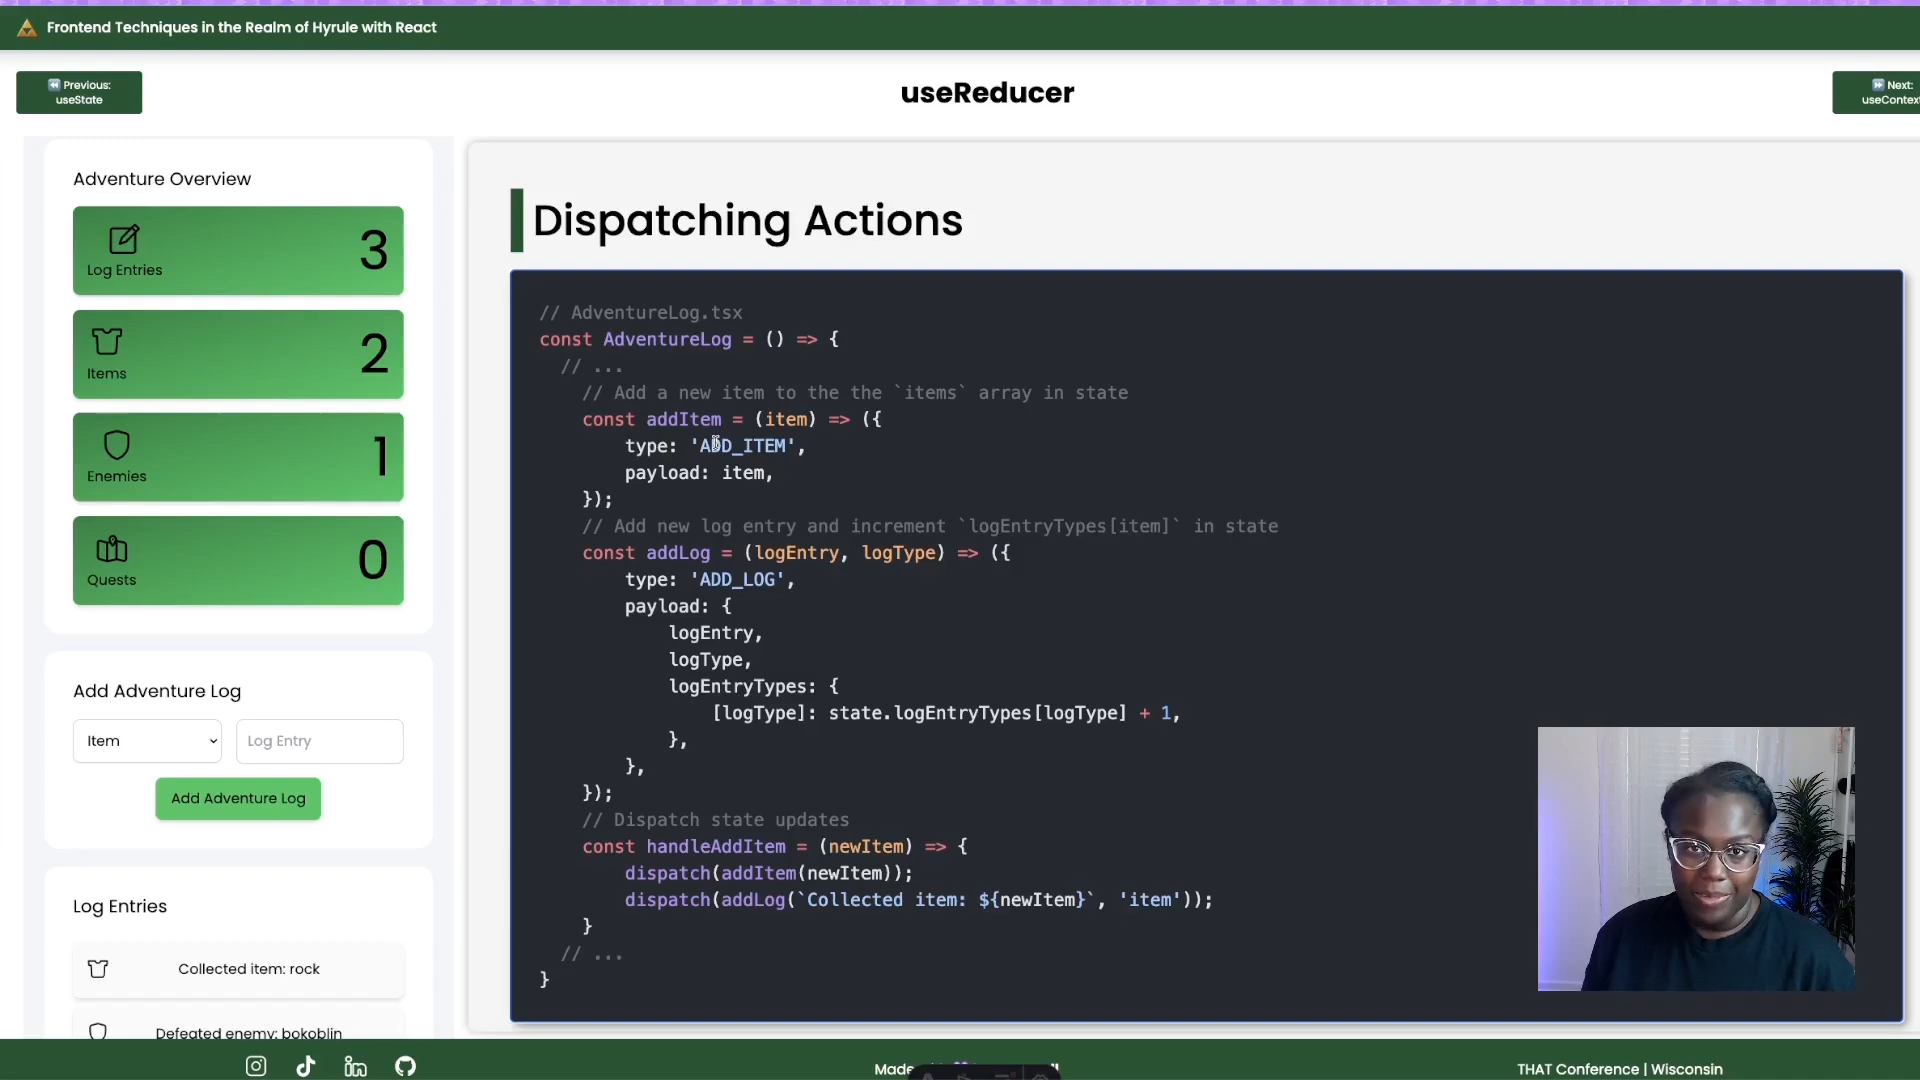 Frontend Techniques in the Realm of Hyrule with React
Previous:
useState
useReducer
Next:
useContext
Adventure Overview
Log Entries
3
Items
2
Enemies
1
Quests
0
Add Adventure Log
Item
Log Entry
Add Adventure Log
Log Entries
Collected item: rock
Defeated enemy: bokoblin
Dispatching Actions
// AdventureLog.tsx
const AdventureLog = () => {
// ...
// Add a new item to the the `items` array in state
const addItem = (item) => ({
type: 'ADD_ITEM',
payload: item,
});
// Add new log entry and increment `logEntryTypes[item]` in state
const addLog = (logEntry, logType) => ({
type: 'ADD_LOG',
payload: {
logEntry,
logType,
logEntryTypes: {
[logType]: state.logEntryTypes[logType] + 1,
},
},
});
// Dispatch state updates
const handleAddItem = (newItem) => {
dispatch(addItem(newItem));
dispatch(addLog(`Collected item: ${newItem}`, 'item'));
}
// ...
}
Made
THAT Conference | Wisconsin